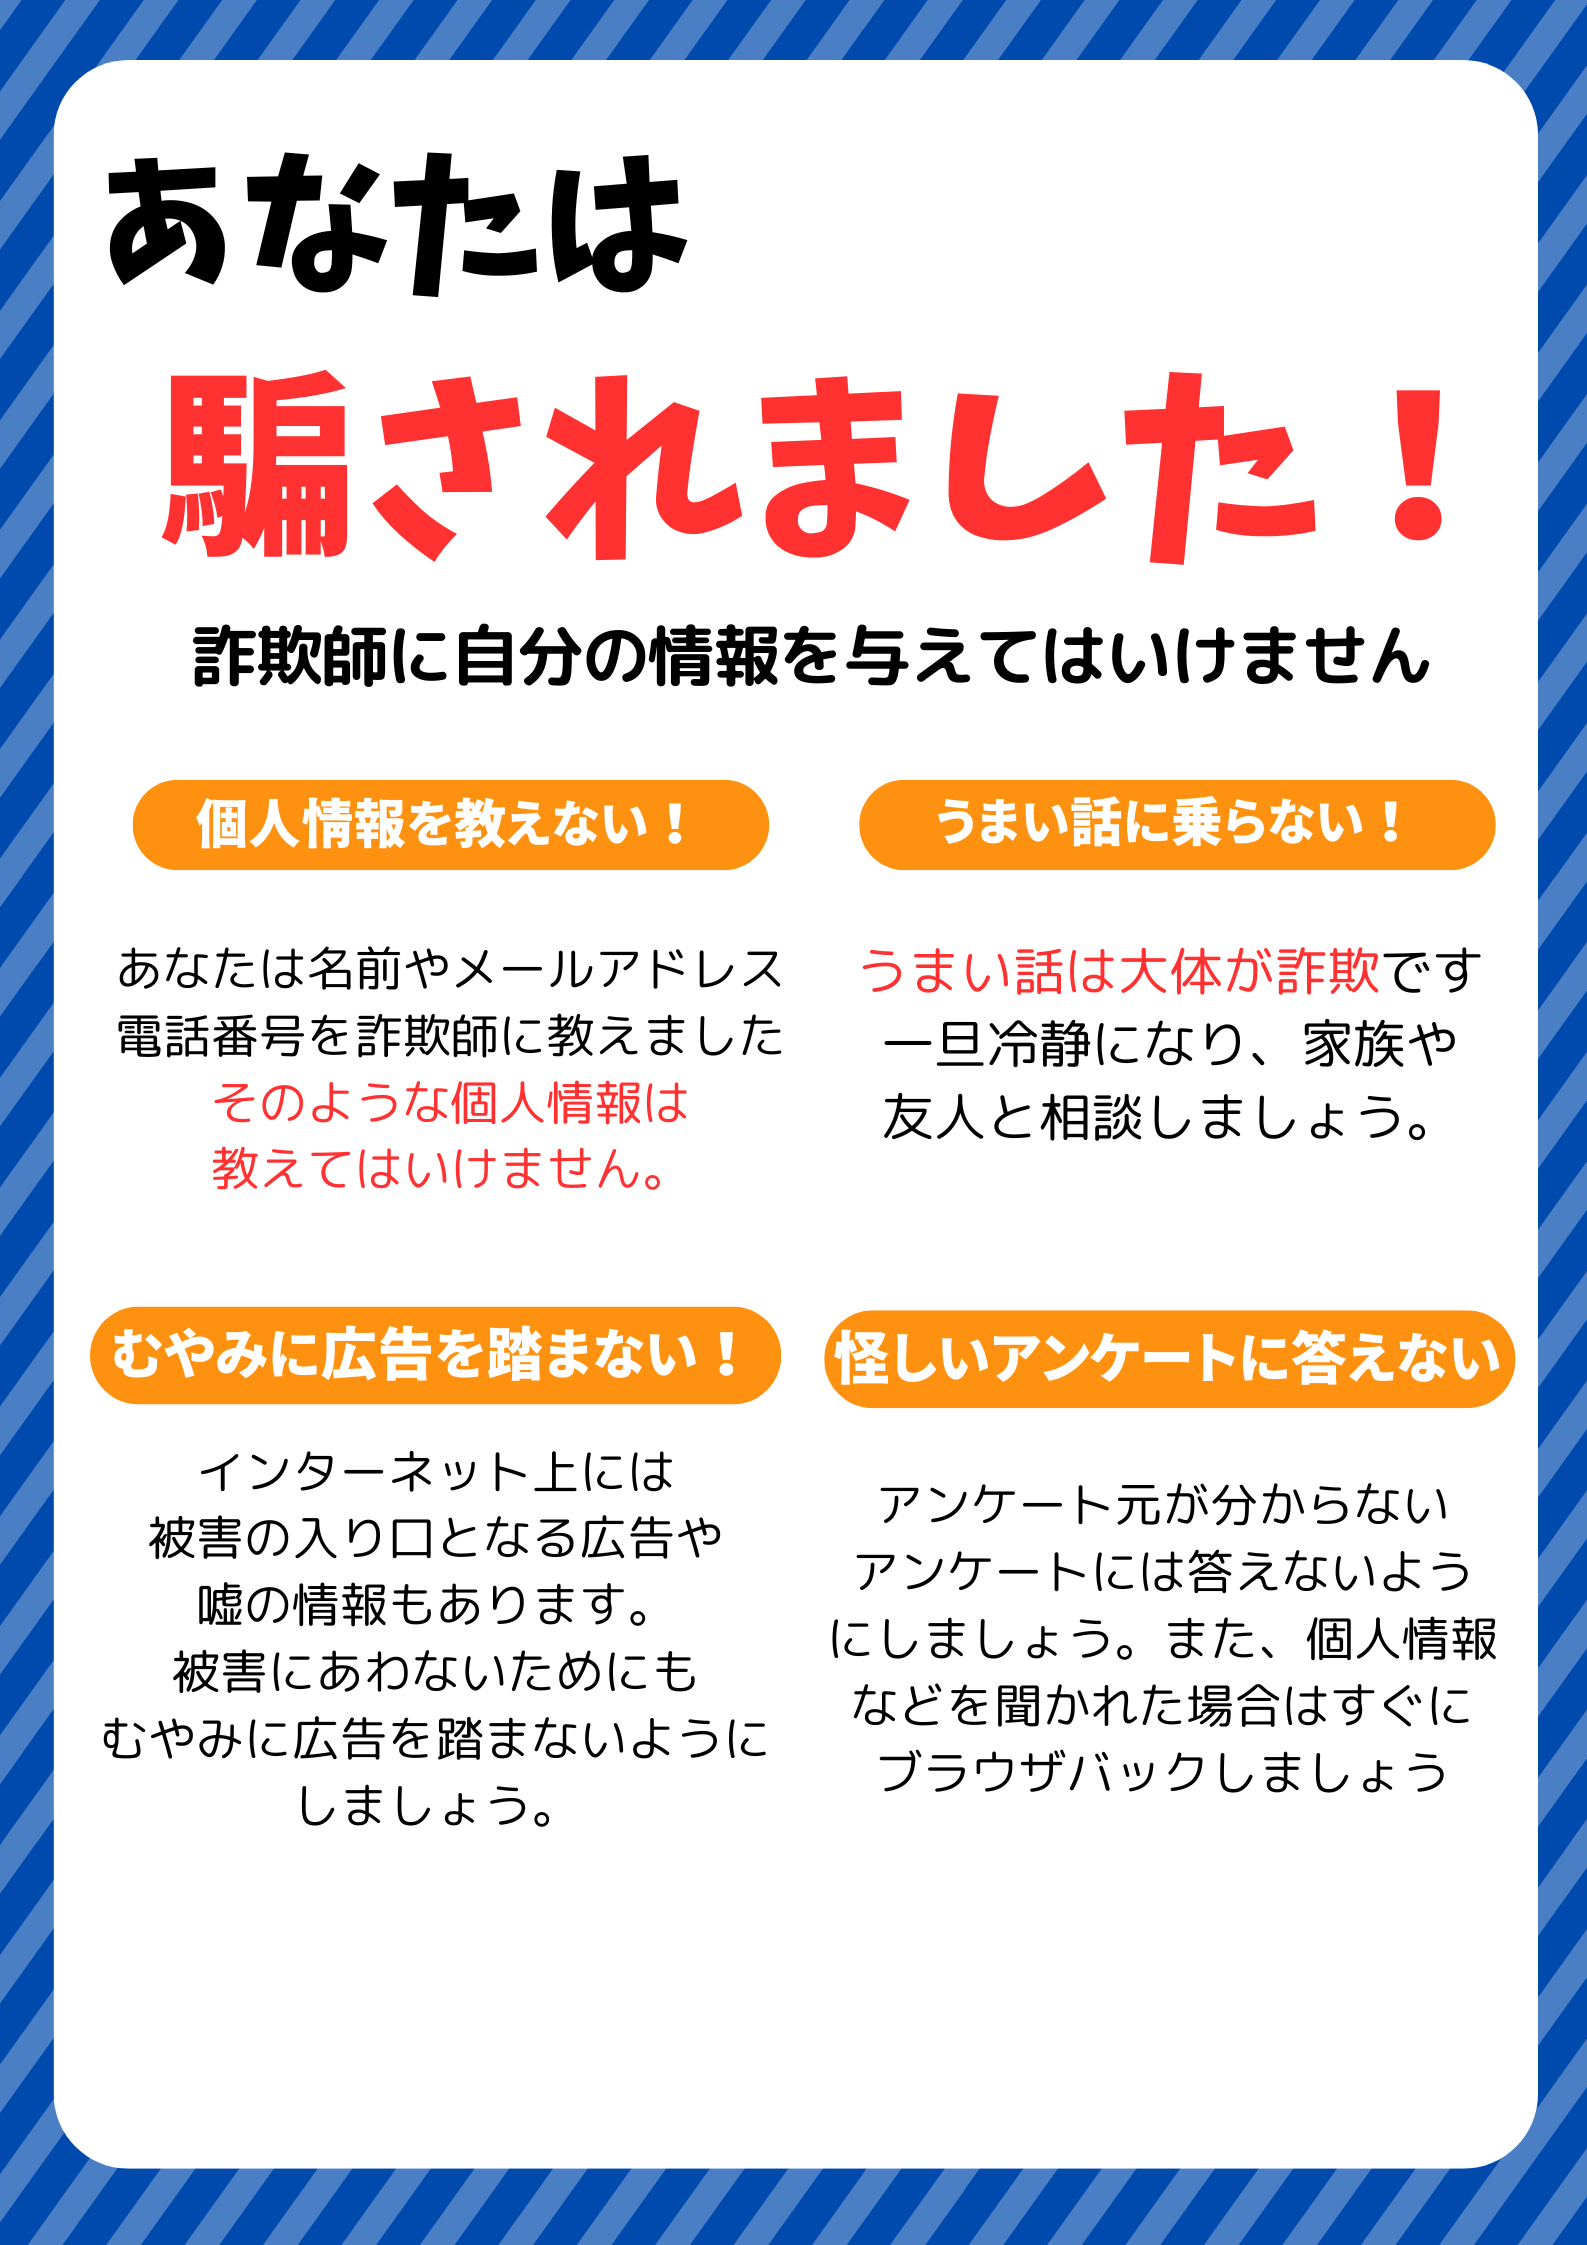 あなたは
騙されました！
詐欺師に自分の情報を与えてはいけません
個人情報を教えない！
あなたは名前やメールアドレス
電話番号を詐欺師に教えました
そのような個人情報は
教えてはいけません。
うまい話に乗らない！
うまい話は大体が詐欺です
一旦冷静になり、家族や
友人と相談しましょう。
むやみに広告を踏まない！
インターネット上には
被害の入り口となる広告や
嘘の情報もあります。
被害にあわないためにも
むやみに広告を踏まないように
しましょう。
怪しいアンケートに答えない
アンケート元が分からない
アンケートには答えないよう
にしましょう。また、個人情報
などを聞かれた場合はすぐに
ブラウザバックしましょう